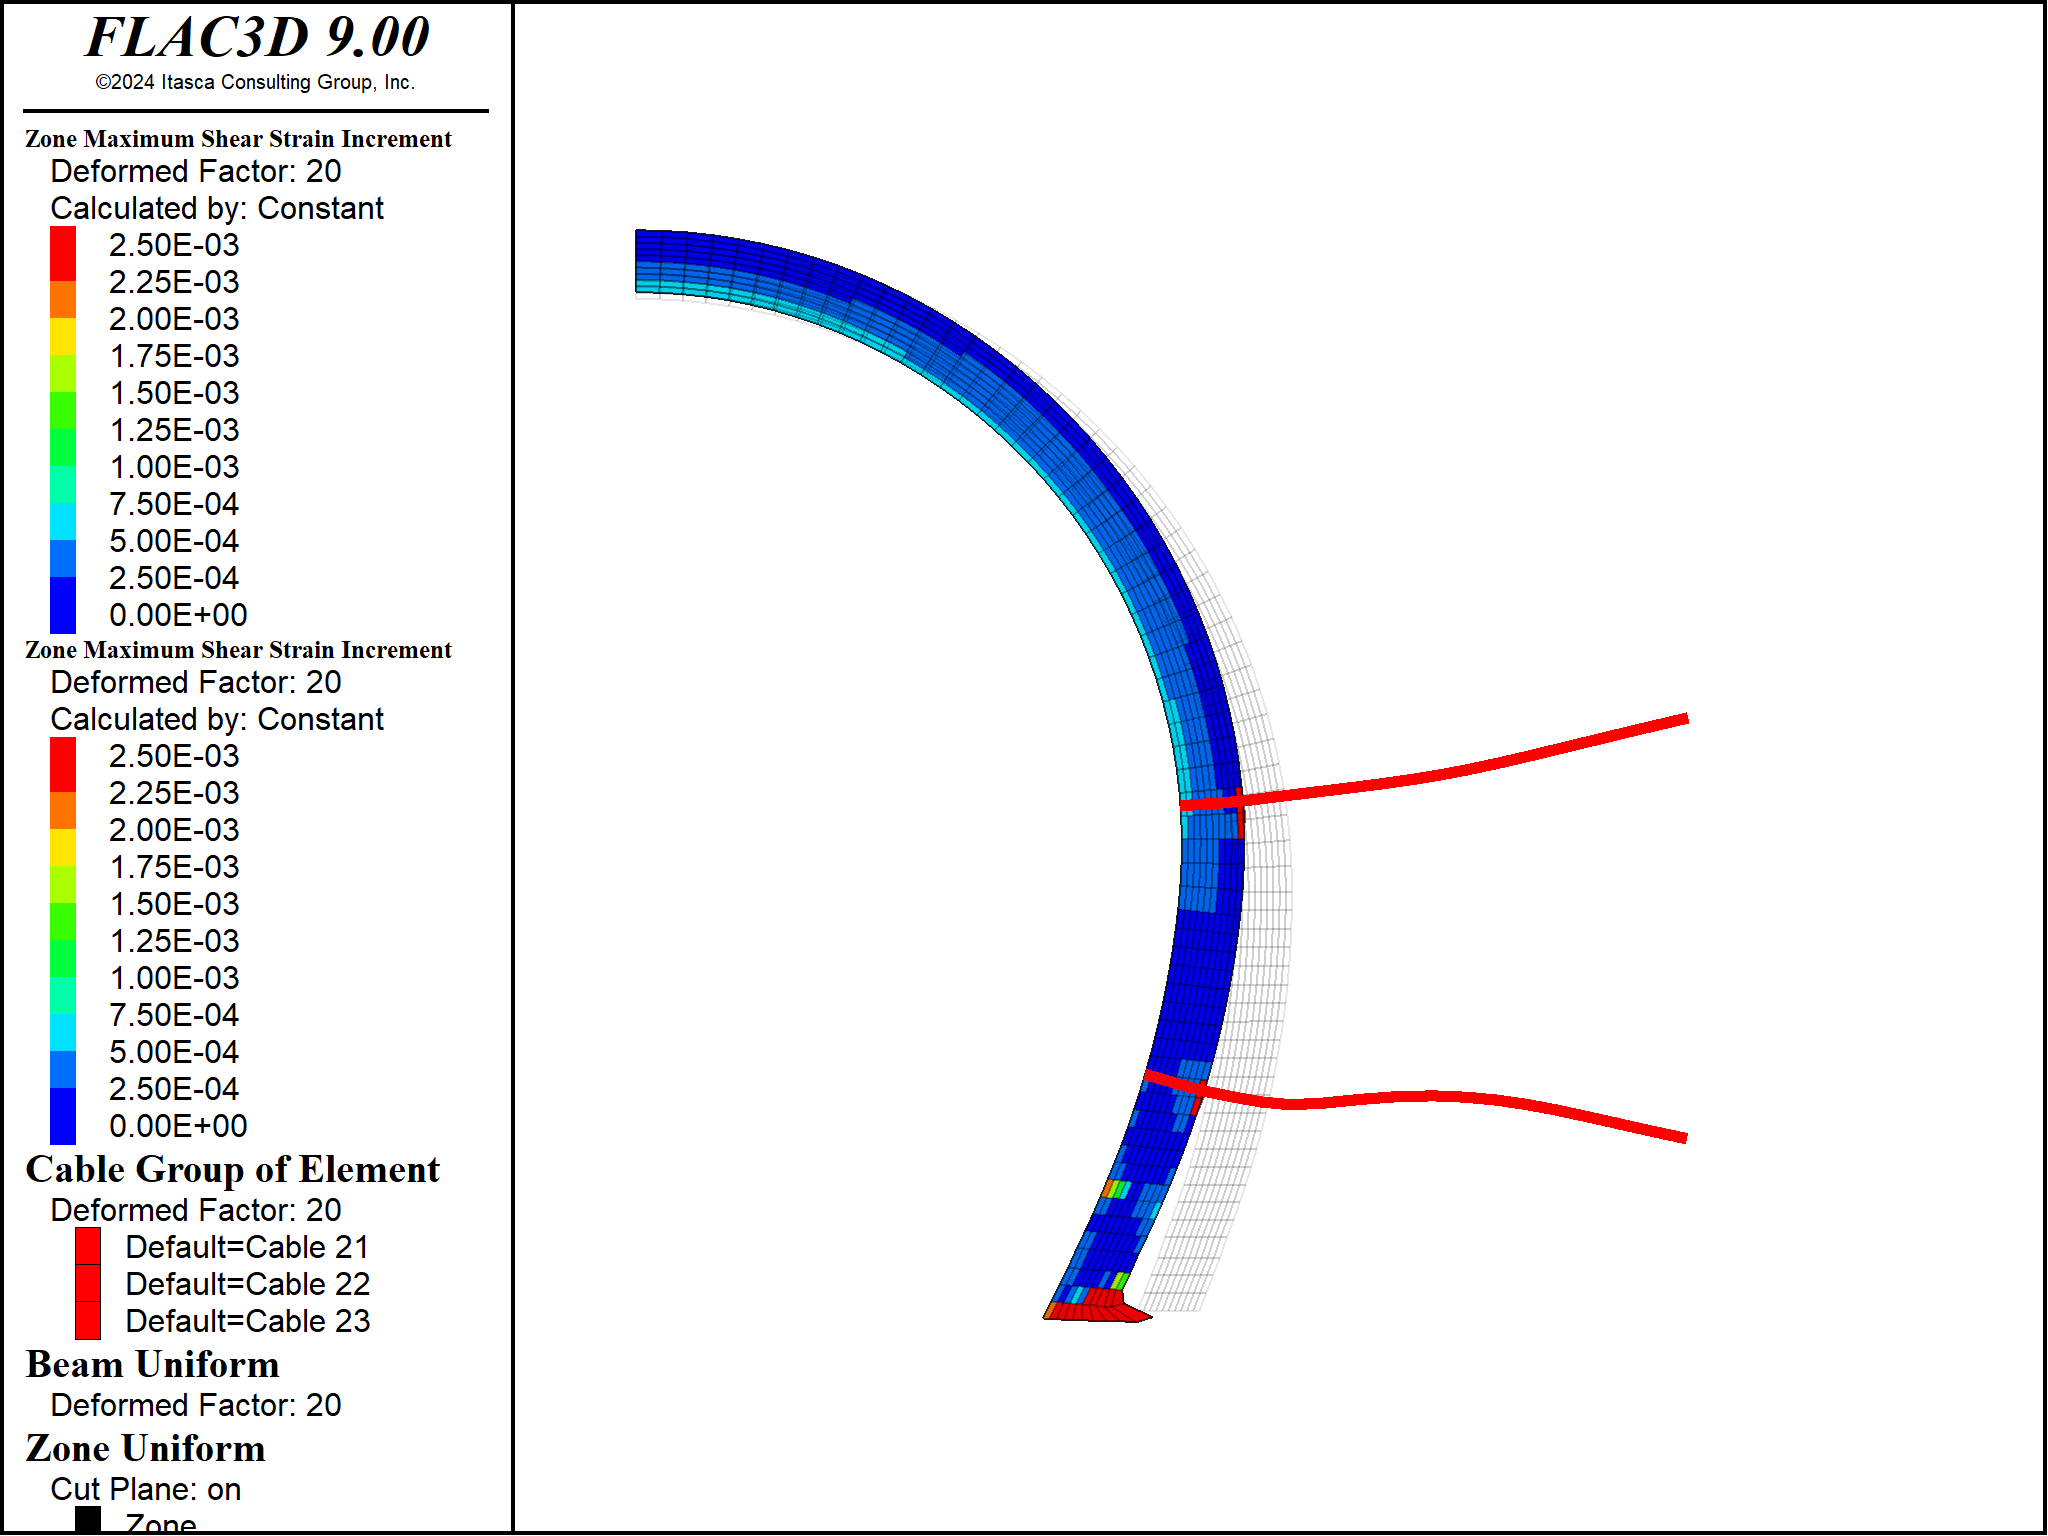 FLAC3D 9.00
©2024 Itasca Consulting Group, Inc.
Zone Maximum Shear Strain Increment
Deformed Factor: 20
Calculated by: Constant
2.50E-03
2.25E-03
2.00E-03
1.75E-03
1.50E-03
1.25E-03
1.00E-03
7.50E-04
5.00E-04
2.50E-04
0.00E+00
Zone Maximum Shear Strain Increment
Deformed Factor: 20
Calculated by: Constant
2.50E-03
2.25E-03
2.00E-03
1.75E-03
1.50E-03
1.25E-03
1.00E-03
7.50E-04
5.00E-04
2.50E-04
0.00E+00
Cable Group of Element
Deformed Factor: 20
Default=Cable 21
Default=Cable 22
Default=Cable 23
Beam Uniform
Deformed Factor: 20
Zone Uniform
Cut Plane: on
Zone